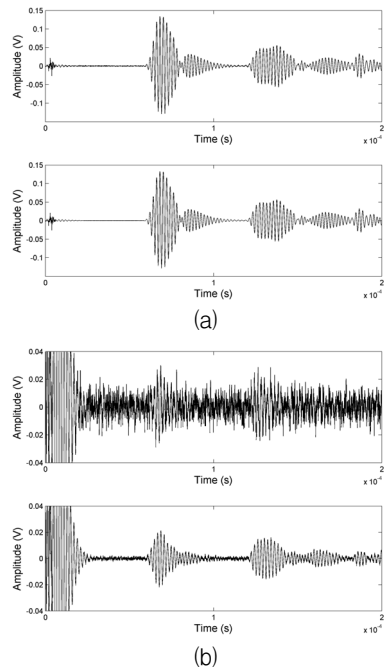 0.15
0.1
0.05
0
-0.05
-0.1
Amplitude (V)
0 1 2
Time (s)
x 10⁻⁴
0.15
0.1
0.05
0
-0.05
-0.1
Amplitude (V)
0 1 2
Time (s)
x 10⁻⁴
(a)
0.04
0.02
0
-0.02
-0.04
Amplitude (V)
0 1 2
Time (s)
x 10⁻⁴
0.04
0.02
0
-0.02
-0.04
Amplitude (V)
0 1 2
Time (s)
x 10⁻⁴
(b)